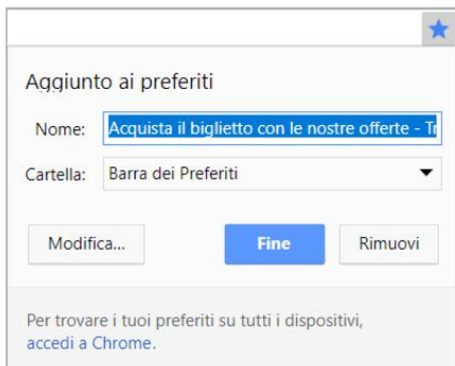 Aggiunto ai preferiti
Nome: Acquista il biglietto con le nostre offerte - Tr
Cartella: Barra dei Preferiti
Modifica... Fine Rimuovi
Per trovare i tuoi preferiti su tutti i dispositivi,
accedi a Chrome.